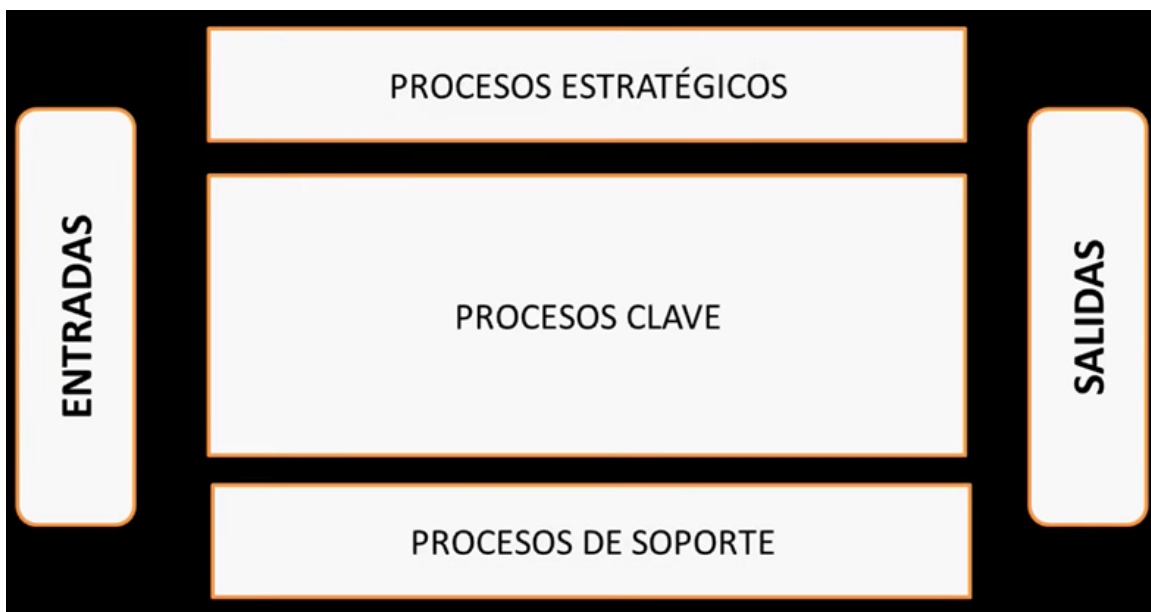 PROCESOS ESTRATÉGICOS
ENTRADAS
PROCESOS CLAVE
SALIDAS
PROCESOS DE SOPORTE